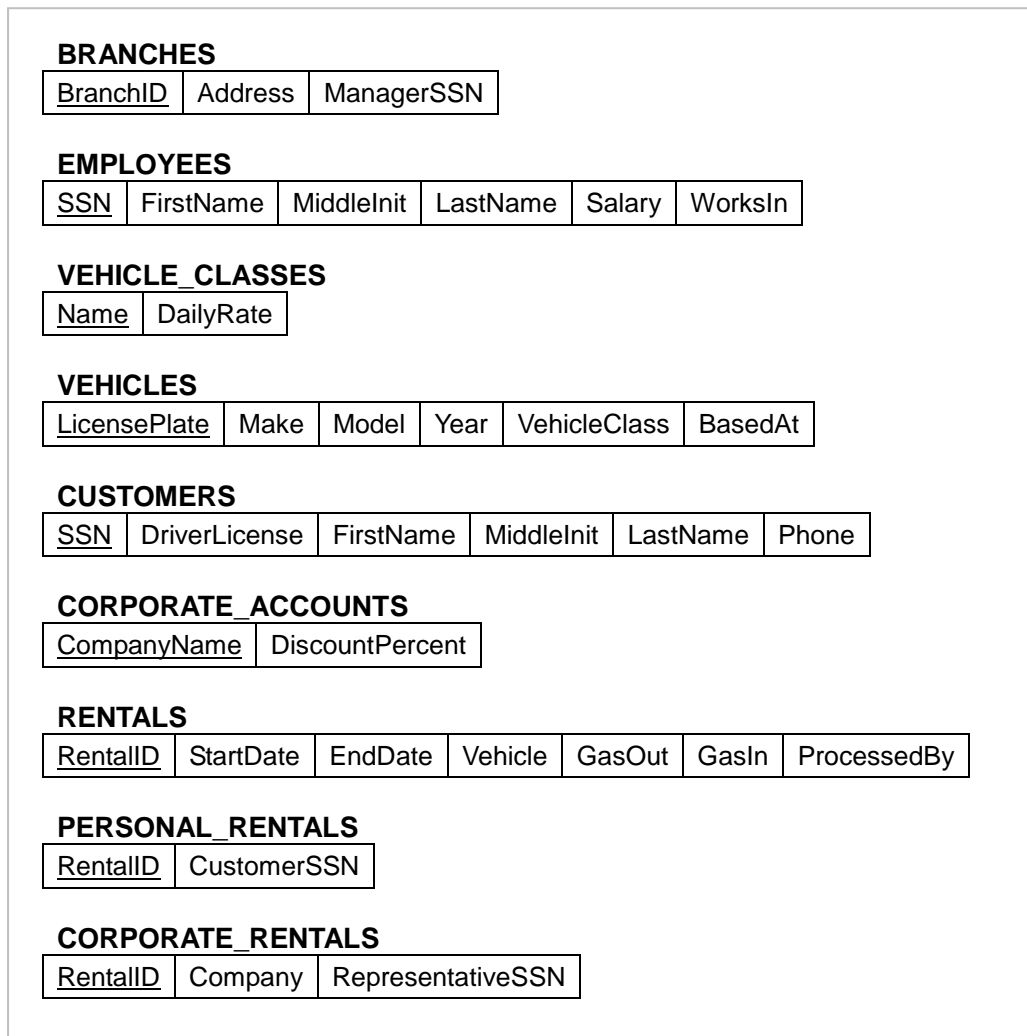 BRANCHES
BranchID Address ManagerSSN
EMPLOYEES
SSN FirstName MiddleInit LastName Salary WorksIn
VEHICLE_CLASSES
Name DailyRate
VEHICLES
LicensePlate Make Model Year VehicleClass BasedAt
CUSTOMERS
SSN DriverLicense FirstName MiddleInit LastName Phone
CORPORATE_ACCOUNTS
CompanyName DiscountPercent
RENTALS
RentalID StartDate EndDate Vehicle GasOut GasIn ProcessedBy
PERSONAL_RENTALS
RentalID CustomerSSN
CORPORATE_RENTALS
RentalID Company RepresentativeSSN